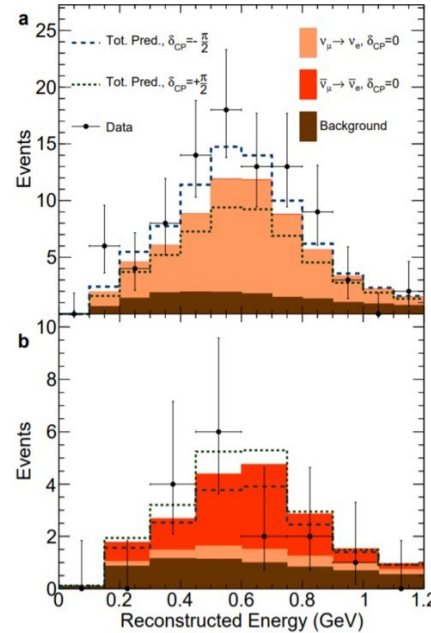 a
Tot. Pred., δCP=-π/2
Tot. Pred., δCP=+π/2
Data
νμ → νe, δCP=0
ν̄μ → ν̄e, δCP=0
Background
Events
25
20
15
10
5
b
Events
10
8
6
4
2
0
0 0.2 0.4 0.6 0.8 1 1.2
Reconstructed Energy (GeV)